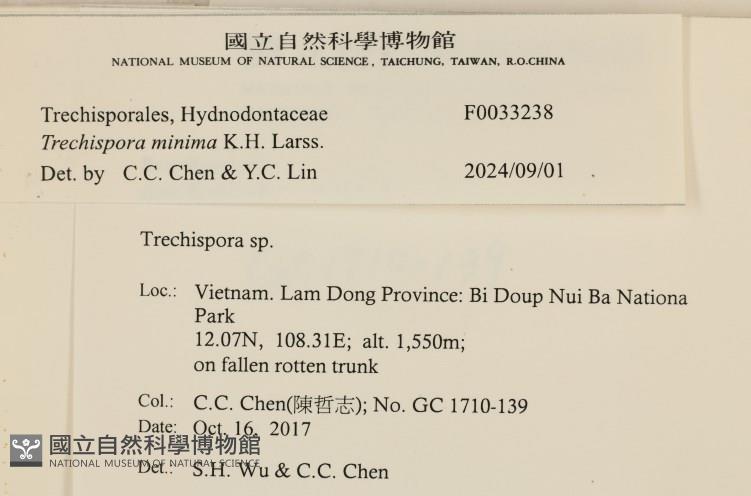 國立自然科學博物館
NATIONAL MUSEUM OF NATURAL SCIENCE, TAICHUNG, TAIWAN, R.O.CHINA
Trechisporales, Hydnodontaceae F0033238
Trechispora minima K.H. Larss.
Det. by C.C. Chen & Y.C. Lin 2024/09/01
Trechispora sp.
Loc.: Vietnam. Lam Dong Province: Bi Doup Nui Ba Nationa
Park
12.07N, 108.31E; alt. 1,550m;
on fallen rotten trunk
Col.: C.C. Chen(陳哲志); No. GC 1710-139
Date: Oct. 16, 2017
國立自然科學博物館
NATIONAL MUSEUM OF NATURAL SCIENCE
Det.: S.H. Wu & C.C. Chen